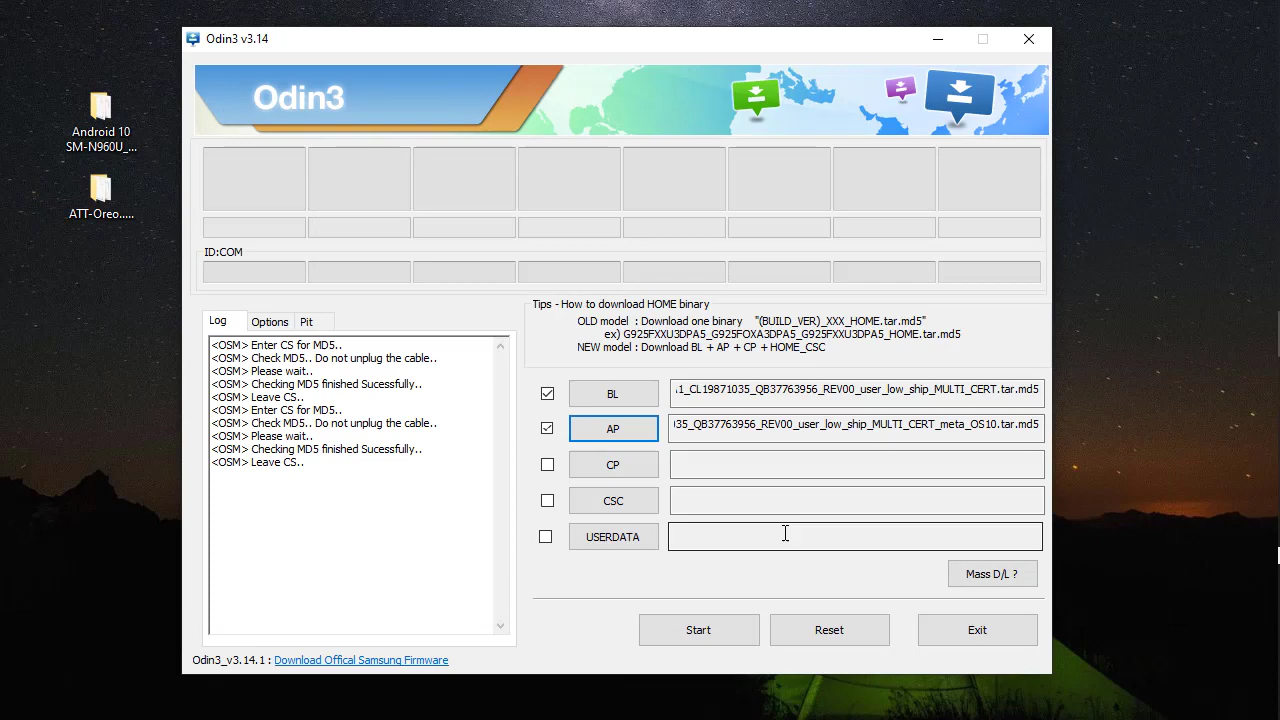 Odin3 v3.14
Odin3
Android 10
SM-N960U_...
ATT-Oreo.....
ID:COM
Log
Options
Pit
<OSM> Enter CS for MD5..
<OSM> Check MD5.. Do not unplug the cable..
<OSM> Please wait..
<OSM> Checking MD5 finished Sucessfully..
<OSM> Leave CS..
<OSM> Enter CS for MD5..
<OSM> Check MD5.. Do not unplug the cable..
<OSM> Please wait..
<OSM> Checking MD5 finished Sucessfully..
<OSM> Leave CS..
Tips - How to download HOME binary
OLD model : Download one binary "(BUILD_VER)_XXX_HOME.tar.md5"
ex) G925FXXU3DPA5_G925FOXA3DPA5_G925FXXU3DPA5_HOME.tar.md5
NEW model : Download BL + AP + CP + HOME_CSC
BL
1_CL19871035_QB37763956_REV00_user_low_ship_MULTI_CERT.tar.md5
AP
35_QB37763956_REV00_user_low_ship_MULTI_CERT_meta_OS10.tar.md5
CP
CSC
USERDATA
Mass D/L ?
Start
Reset
Exit
Odin3_v3.14.1 : Download Offical Samsung Firmware